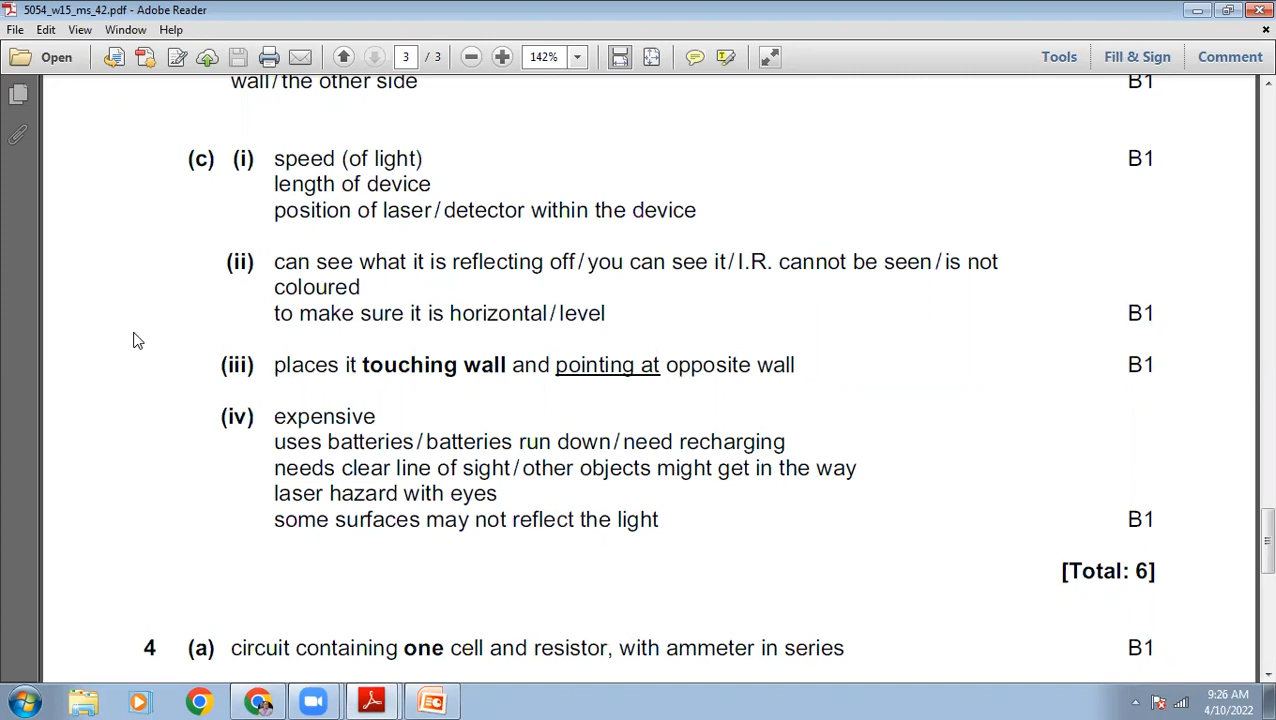 5054_w15_ms_42.pdf - Adobe Reader
File Edit View Window Help
Open 3 / 3 142% Tools Fill & Sign Comment
wall / the other side B1
(c) (i) speed (of light) B1
length of device
position of laser / detector within the device
(ii) can see what it is reflecting off / you can see it / I.R. cannot be seen / is not
coloured
to make sure it is horizontal / level B1
(iii) places it touching wall and pointing at opposite wall B1
(iv) expensive
uses batteries / batteries run down / need recharging
needs clear line of sight / other objects might get in the way
laser hazard with eyes
some surfaces may not reflect the light B1
[Total: 6]
4 (a) circuit containing one cell and resistor, with ammeter in series B1
9:26 AM
4/10/2022